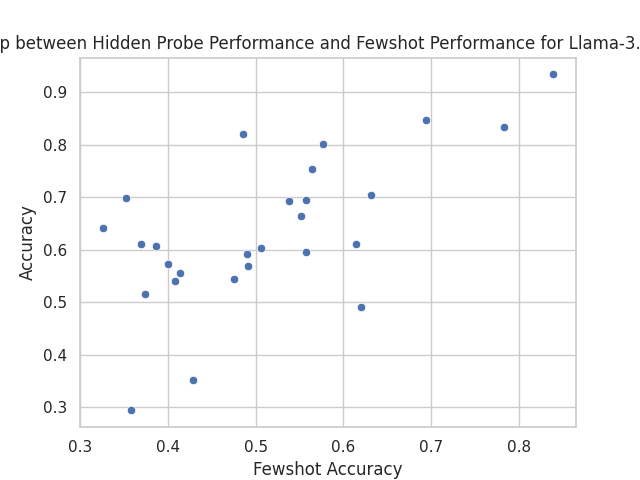 p between Hidden Probe Performance and Fewshot Performance for Llama-3.
0.9
0.8
0.7
0.6
0.5
0.4
0.3
Accuracy
0.3 0.4 0.5 0.6 0.7 0.8
Fewshot Accuracy